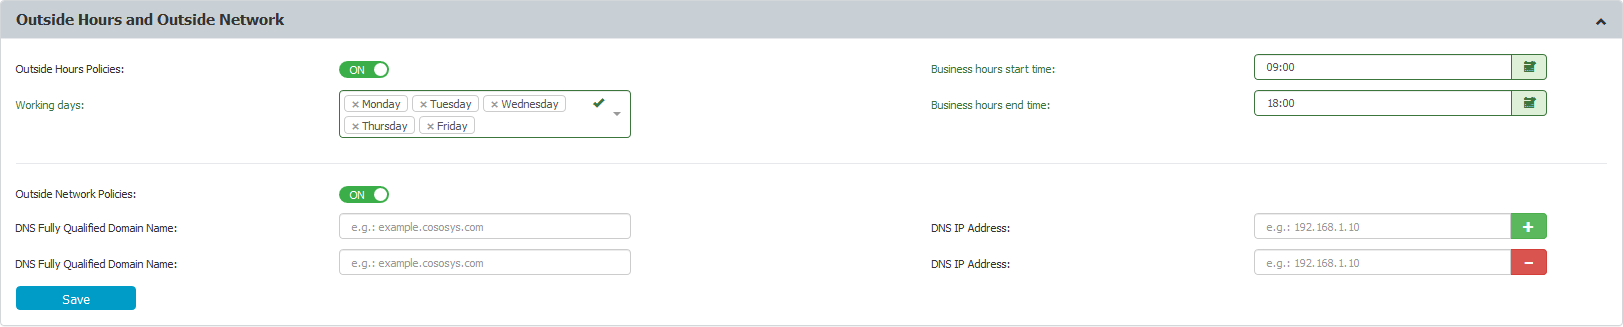 Outside Hours and Outside Network
Outside Hours Policies: ON Business hours start time: 09:00
Working days: × Monday × Tuesday × Wednesday Business hours end time: 18:00
× Thursday × Friday
Outside Network Policies: ON
DNS Fully Qualified Domain Name: e.g.: example.cososys.com DNS IP Address: e.g.: 192.168.1.10 +
DNS Fully Qualified Domain Name: e.g.: example.cososys.com DNS IP Address: e.g.: 192.168.1.10 −
Save